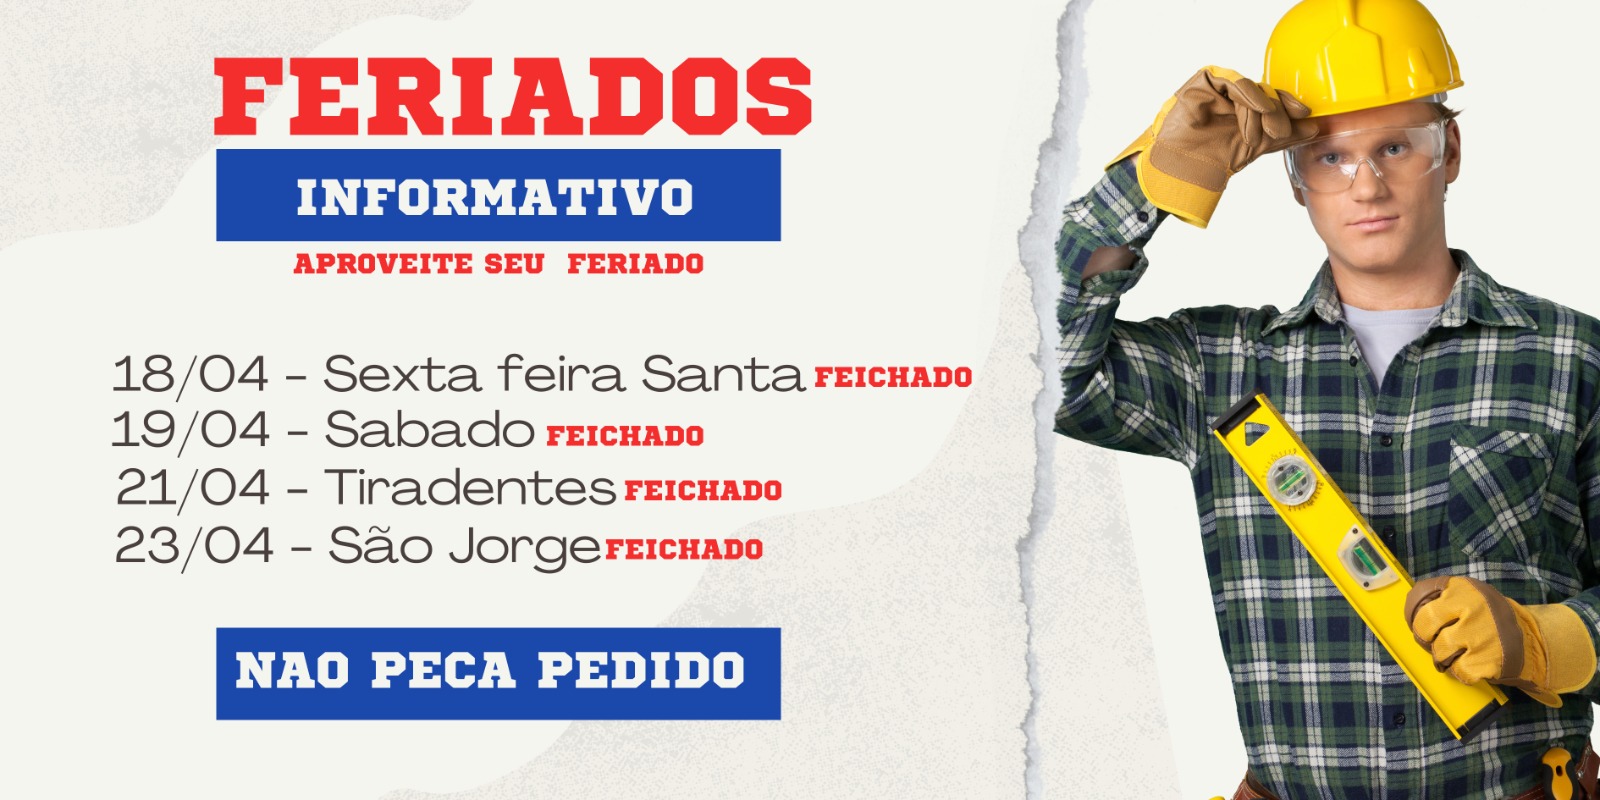 FERIADOS
INFORMATIVO
APROVEITE SEU FERIADO
18/04 - Sexta feira Santa FEICHADO
19/04 - Sabado FEICHADO
21/04 - Tiradentes FEICHADO
23/04 - São Jorge FEICHADO
NAO PECA PEDIDO